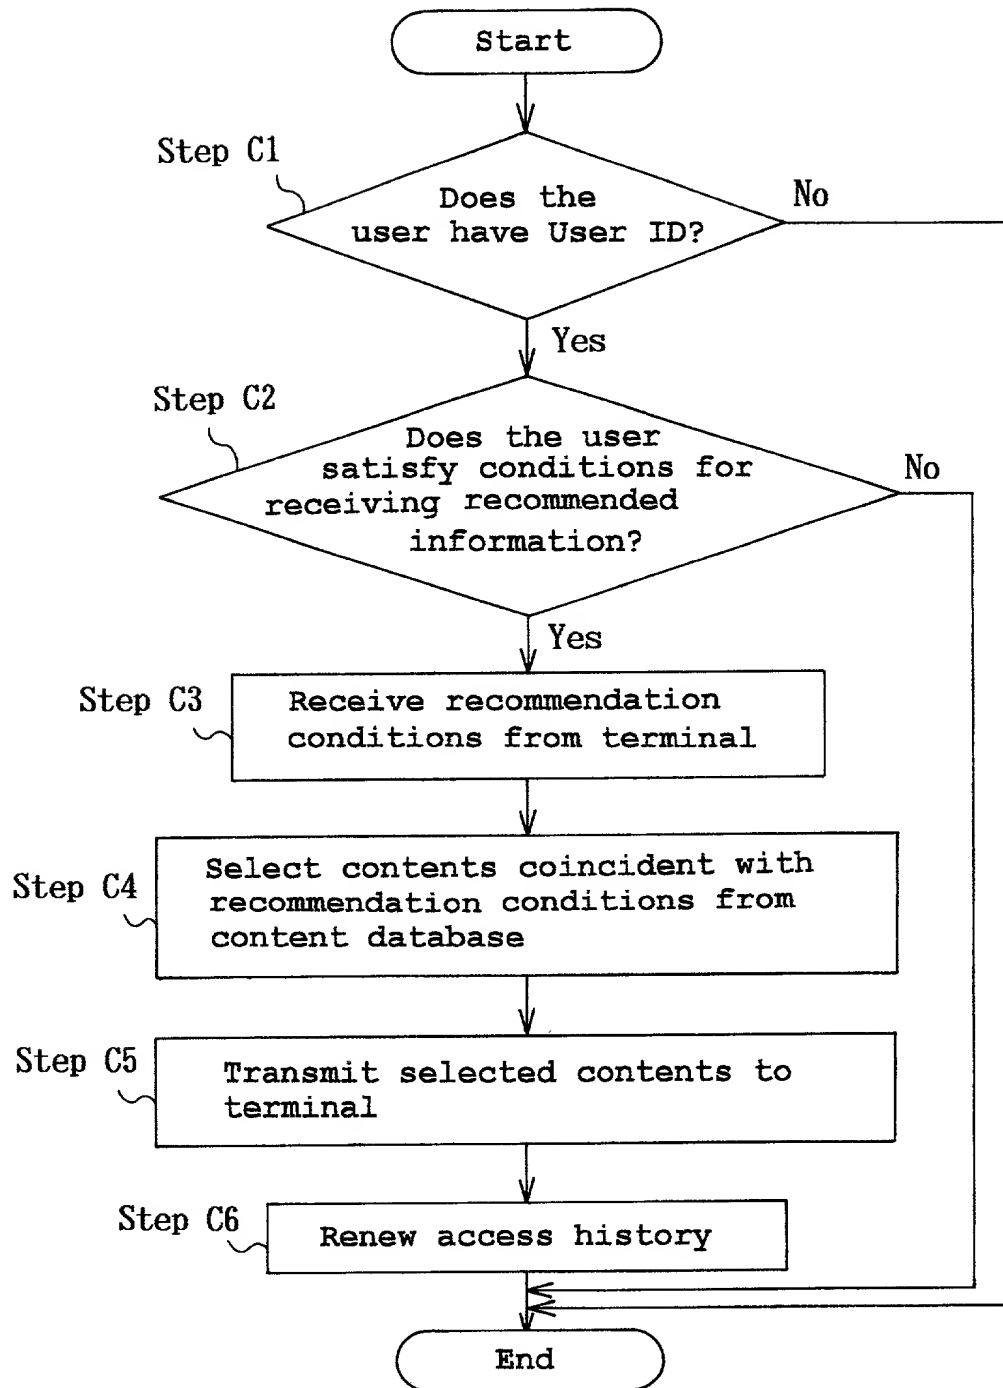 Start
Step C1
Does the
user have User ID?
No
Yes
Step C2
Does the user
satisfy conditions for
receiving recommended
information?
No
Yes
Step C3
Receive recommendation
conditions from terminal
Step C4
Select contents coincident with
recommendation conditions from
content database
Step C5
Transmit selected contents to
terminal
Step C6
Renew access history
End